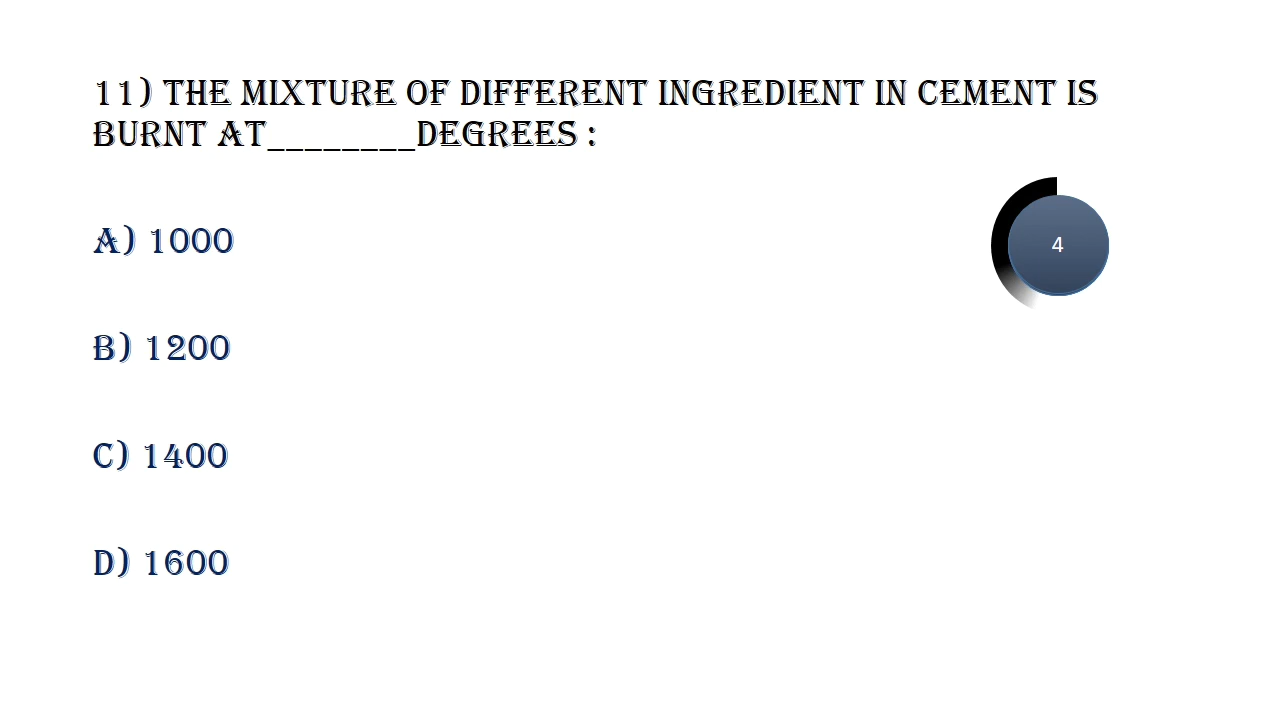 11) THE MIXTURE OF DIFFERENT INGREDIENT IN CEMENT IS
BURNT AT________DEGREES :
A) 1000
4
B) 1200
C) 1400
D) 1600